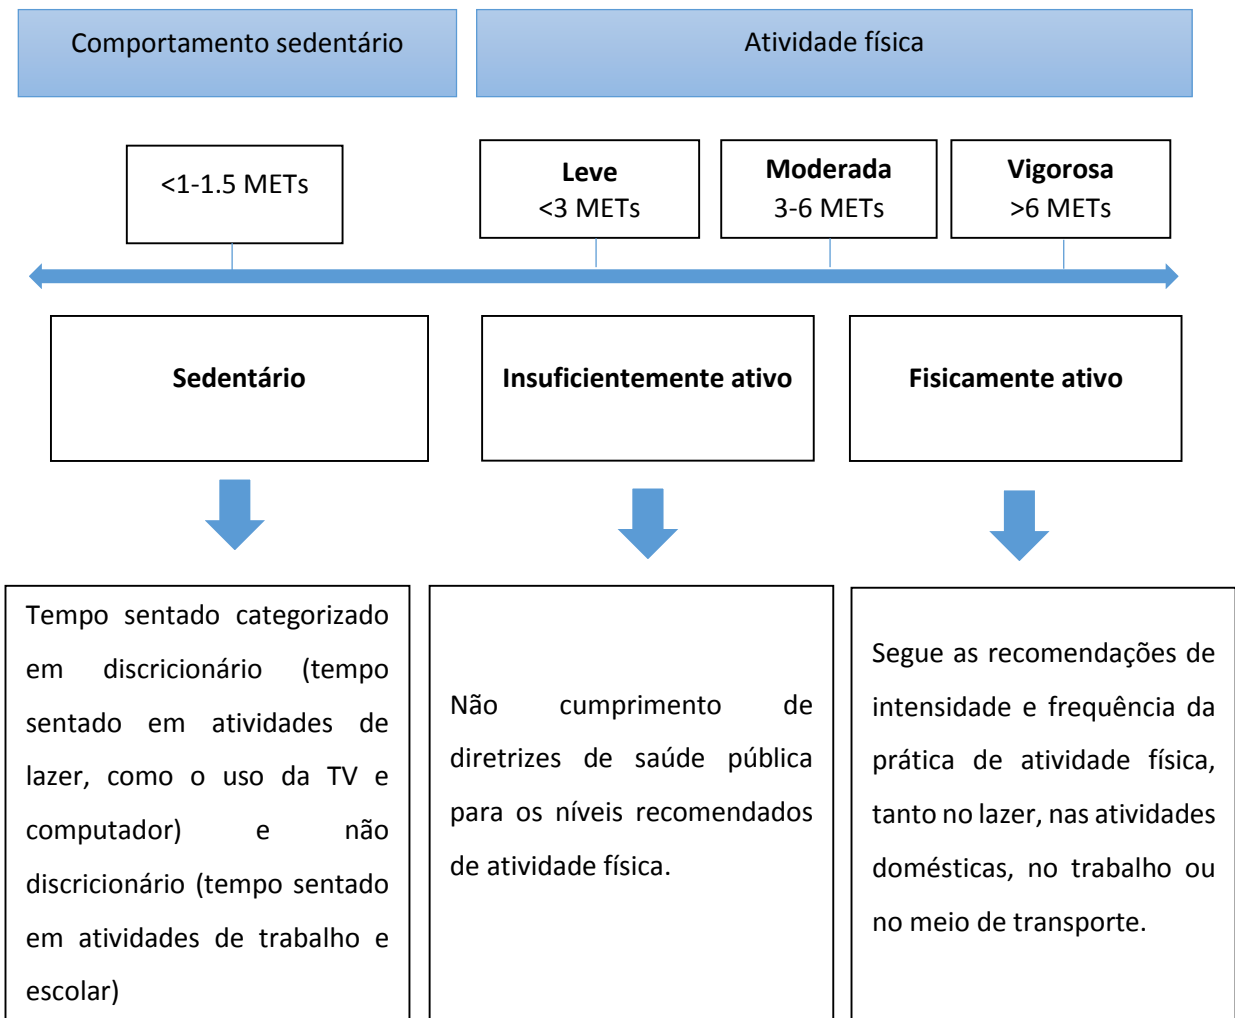 Comportamento sedentário
Atividade física
<1-1.5 METs
Leve
<3 METs
Moderada
3-6 METs
Vigorosa
>6 METs
Sedentário
Insuficientemente ativo
Fisicamente ativo
Tempo sentado categorizado
em discricionário (tempo
sentado em atividades de
lazer, como o uso da TV e
computador) e não
discricionário (tempo sentado
em atividades de trabalho e
escolar)
Não cumprimento de
diretrizes de saúde pública
para os níveis recomendados
de atividade física.
Segue as recomendações de
intensidade e frequência da
prática de atividade física,
tanto no lazer, nas atividades
domésticas, no trabalho ou
no meio de transporte.